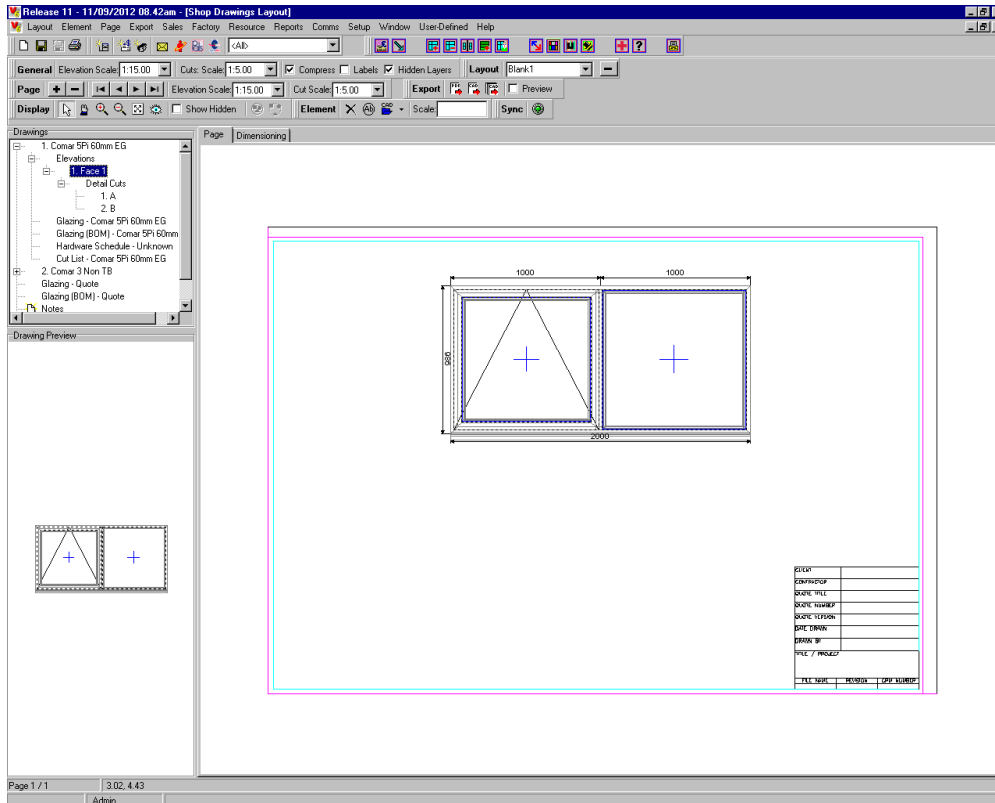 Release 11 - 11/09/2012 08.42am - [Shop Drawings Layout]
Layout Element Page Export Sales Factory Resource Reports Comms Setup Window User-Defined Help
<All>
General Elevation Scale: 1:15.00 Cuts: Scale: 1:5.00 Compress Labels Hidden Layers Layout Blank1
Page Elevation Scale: 1:15.00 Cut Scale: 1:5.00 Export Preview
Display Show Hidden Element Scale: Sync
Drawings
1. Comar 5Pi 60mm EG
Elevations
1. Face 1
Detail Cuts
1. A
2. B
Glazing - Comar 5Pi 60mm EG
Glazing (BOM) - Comar 5Pi 60mm
Hardware Schedule - Unknown
Cut List - Comar 5Pi 60mm EG
2. Comar 3 Non TB
Glazing - Quote
Glazing (BOM) - Quote
Notes
Drawing Preview
Page Dimensioning
1000 1000
986
2000
CLIENT
CONTRACTOR
QUOTE TITLE
QUOTE NUMBER
QUOTE VERSION
DATE DRAWN
DRAWN BY
TITLE / PROJECT
FILE NAME REVISION DRW NUMBER
Page 1 / 1 3.02, 4.43
Admin